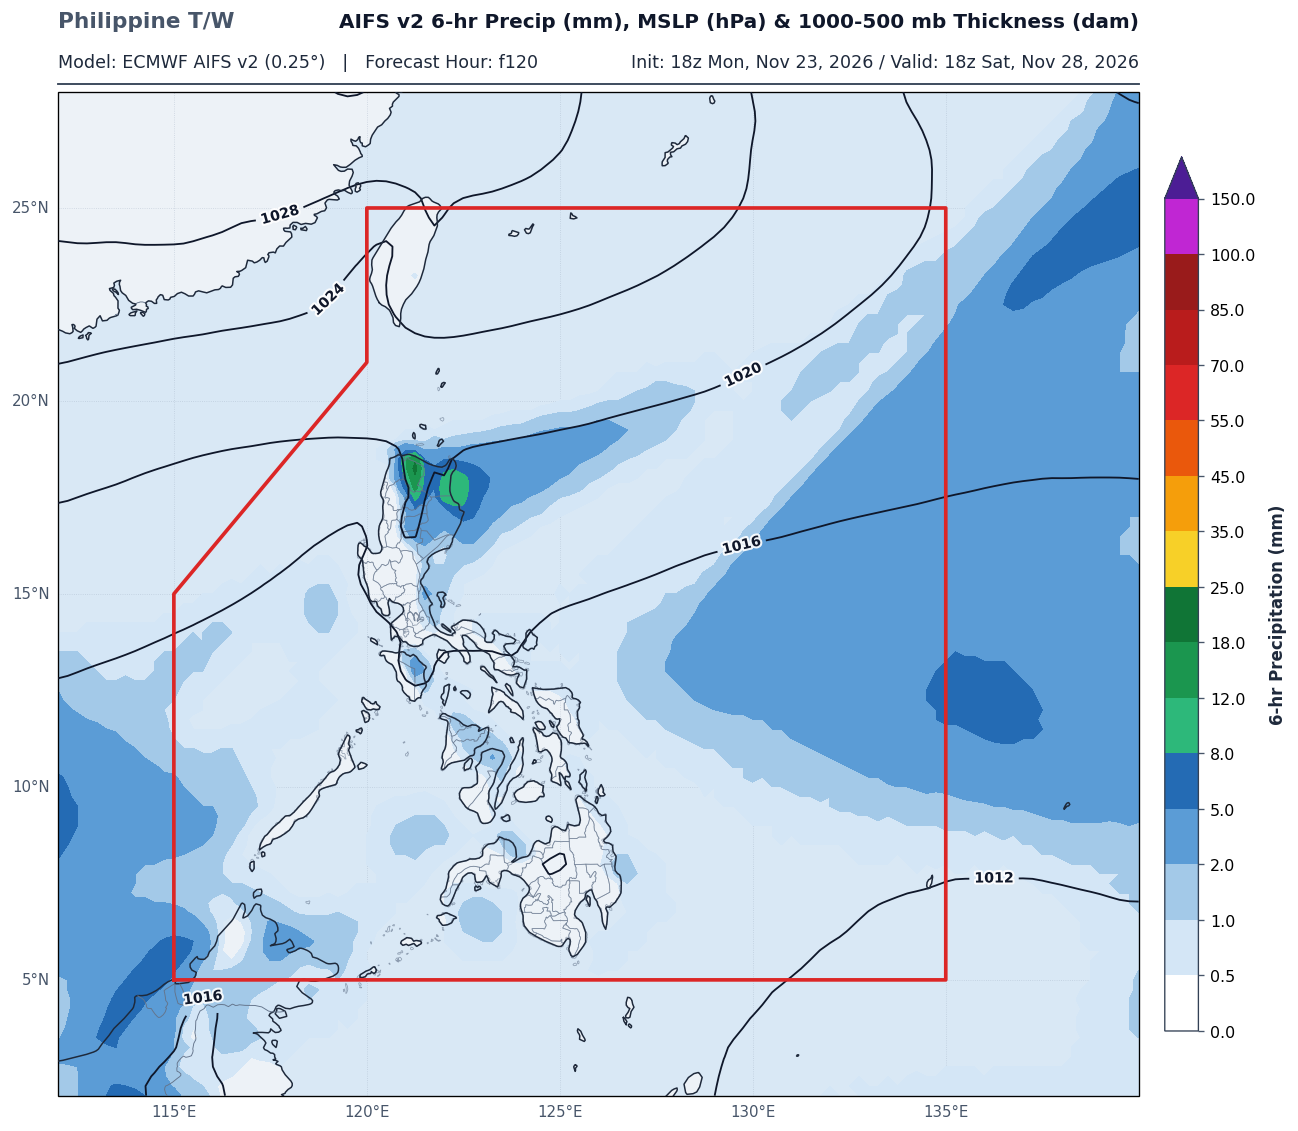 Philippine T/W
AIFS v2 6-hr Precip (mm), MSLP (hPa) & 1000-500 mb Thickness (dam)
Model: ECMWF AIFS v2 (0.25°) | Forecast Hour: f120
Init: 18z Mon, Nov 23, 2026 / Valid: 18z Sat, Nov 28, 2026
25°N
20°N
15°N
10°N
5°N
1028
1024
1020
1016
1012
1016
115°E
120°E
125°E
130°E
135°E
150.0
100.0
85.0
70.0
55.0
45.0
35.0
25.0
18.0
12.0
8.0
5.0
2.0
1.0
0.5
0.0
6-hr Precipitation (mm)